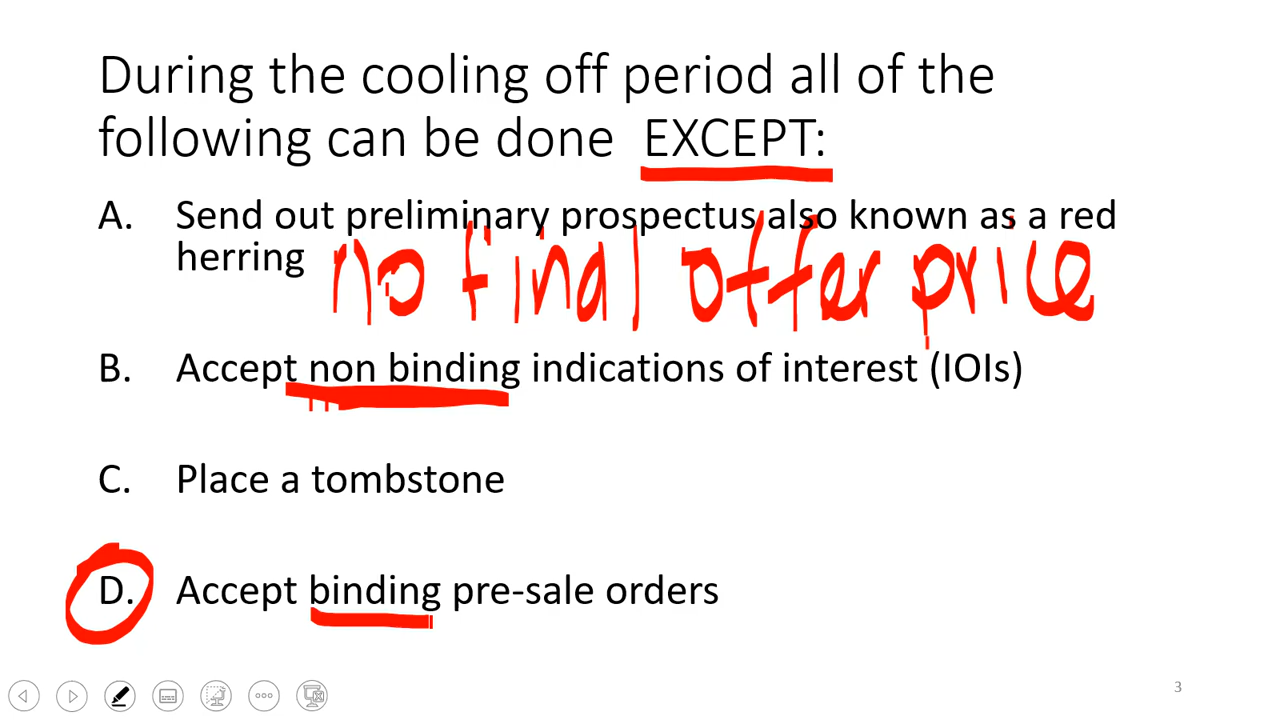 During the cooling off period all of the
following can be done EXCEPT:
A. Send out preliminary prospectus also known as a red
herring
no final offer price
B. Accept non binding indications of interest (IOIs)
C. Place a tombstone
D. Accept binding pre-sale orders
3